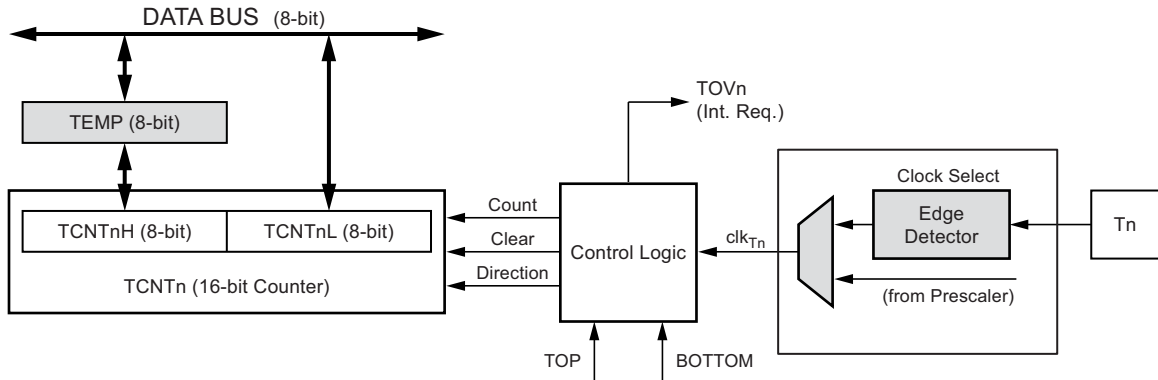 DATA BUS (8-bit)
TOVn
(Int. Req.)
TEMP (8-bit)
Clock Select
Count
Edge
Detector
Tn
TCNTnH (8-bit)
TCNTnL (8-bit)
Clear
Control Logic
clkTn
TCNTn (16-bit Counter)
Direction
(from Prescaler)
TOP
BOTTOM